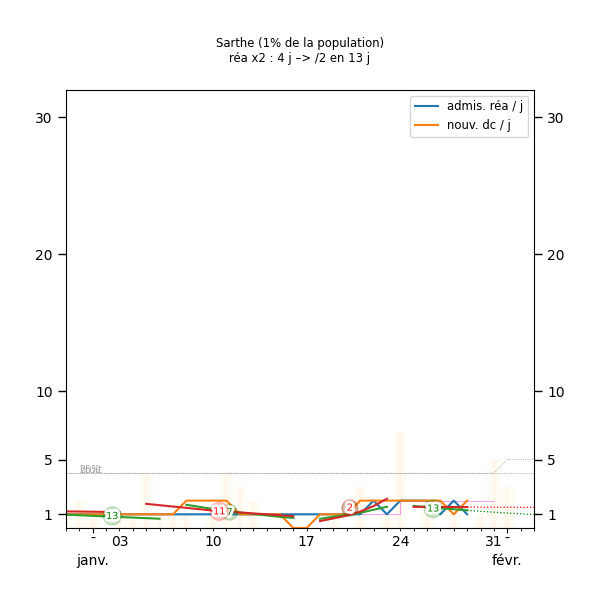 Sarthe (1% de la population)
réa x2 : 4 j –> /2 en 13 j
admis. réa / j
nouv. dc / j
30 30
20 20
10 10
5 5
25%
1 1
13 11 7 2 13
- 03 10 17 24 31 -
janv. févr.